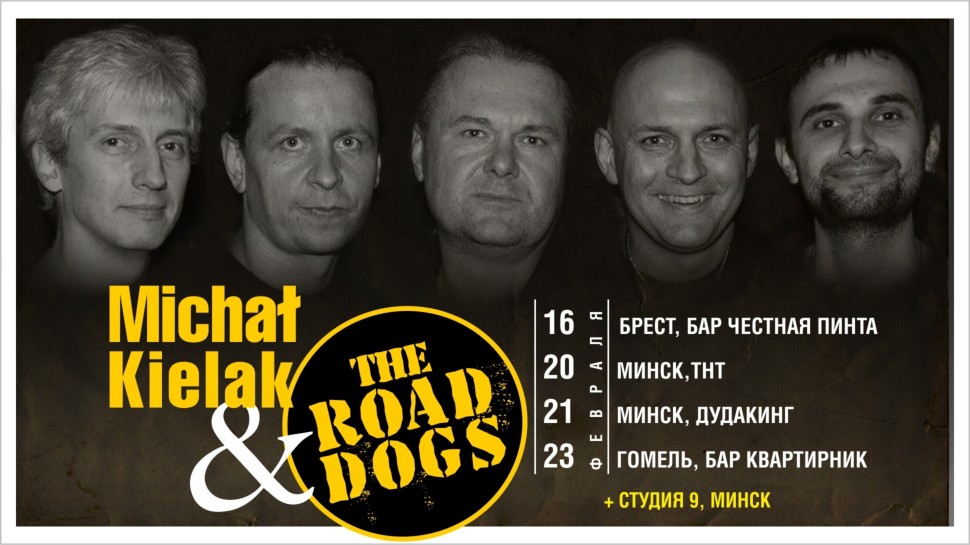 Michał
Kielak
&
THE
ROAD
DOGS
ФЕВРАЛЯ
16 БРЕСТ, БАР ЧЕСТНАЯ ПИНТА
20 МИНСК,ТНТ
21 МИНСК, ДУДАКИНГ
23 ГОМЕЛЬ, БАР КВАРТИРНИК
+ СТУДИЯ 9, МИНСК